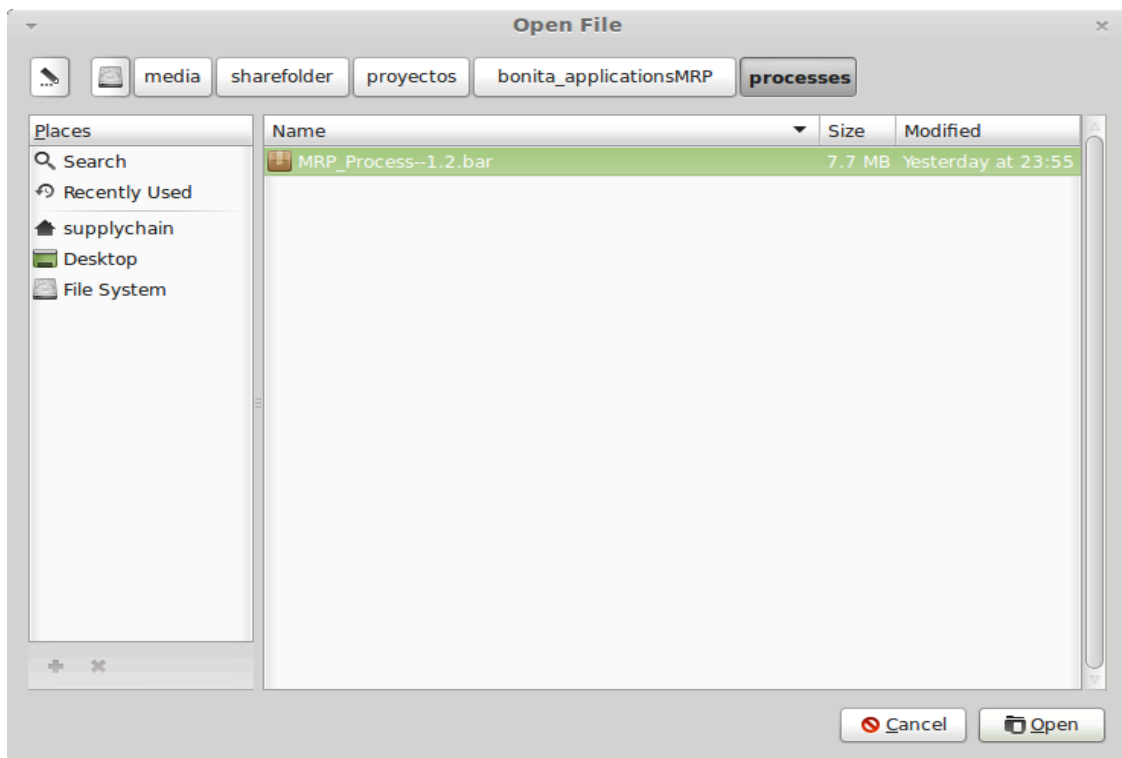 Open File
media sharefolder proyectos bonita_applicationsMRP processes
Places
Search
Recently Used
supplychain
Desktop
File System
Name Size Modified
MRP_Process--1.2.bar 7.7 MB Yesterday at 23:55
Cancel Open